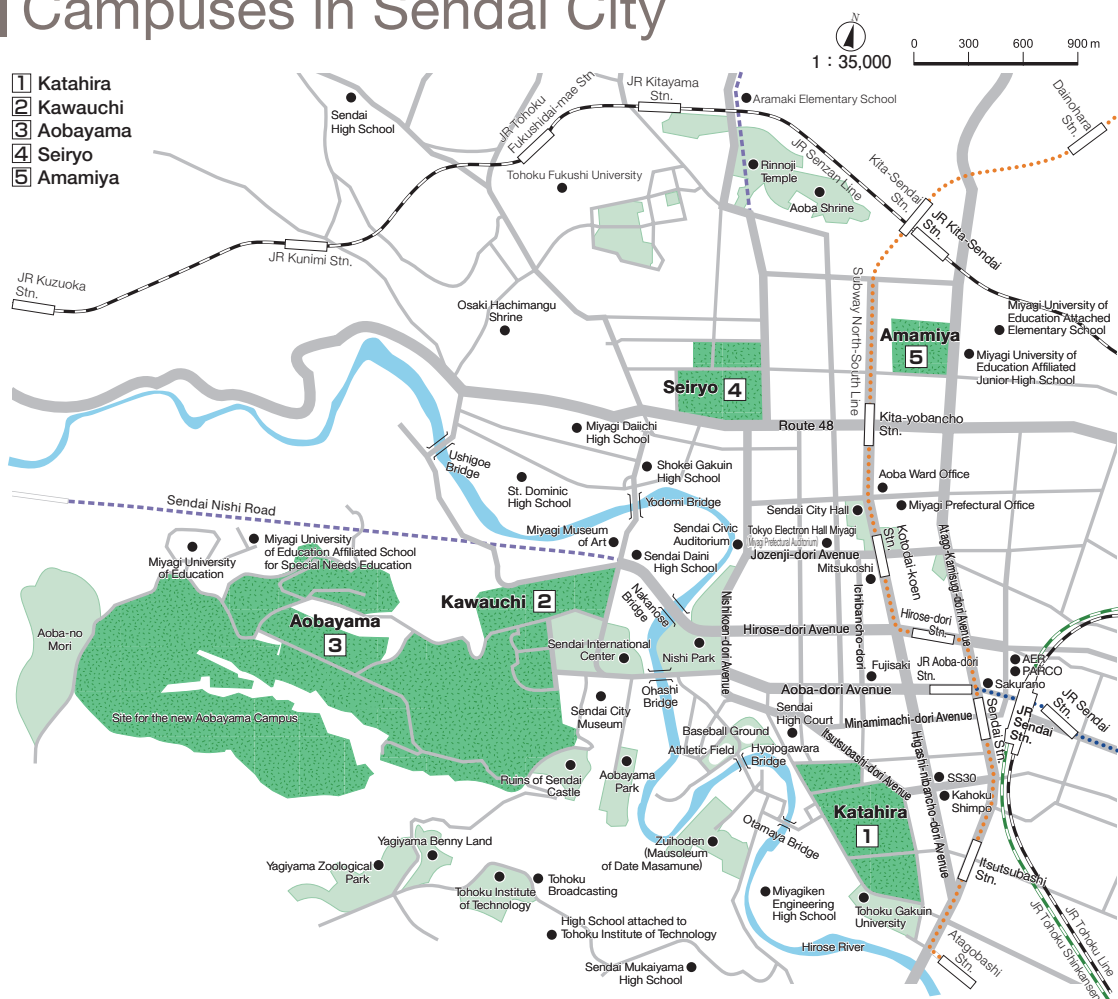 Campuses in Sendai City
N
1 : 35,000
0 300 600 900 m
1 Katahira
2 Kawauchi
3 Aobayama
4 Seiryo
5 Amamiya
Sendai
High School
JR Tohoku
Fukushidai-mae Stn.
JR Kitayama
Stn.
Aramaki Elementary School
Dainohara
Stn.
JR Senzan Line
Rinnoji
Temple
Aoba Shrine
Kita-Sendai
Stn.
JR Kita-Sendai
Stn.
Tohoku Fukushi University
JR Kunimi Stn.
JR Kuzuoka
Stn.
Osaki Hachimangu
Shrine
Subway North-South Line
Miyagi University of
Education Attached
Elementary School
Amamiya
5
Miyagi University of
Education Affiliated
Junior High School
Seiryo 4
Route 48
Kita-yobancho
Stn.
Miyagi Daiichi
High School
Ushigoe
Bridge
St. Dominic
High School
Shokei Gakuin
High School
Aoba Ward Office
Yodomi Bridge
Sendai City Hall
Miyagi Prefectural Office
Sendai Nishi Road
Miyagi Museum
of Art
Sendai Civic
Auditorium
Tokyo Electron Hall Miyagi
Miyagi Prefectural Auditorium
Jozenji-dori Avenue
Mitsukoshi
Kotodai-koen
Stn.
Atago-Kamisugi-dori Avenue
Miyagi University
of Education
Miyagi University
of Education Affiliated School
for Special Needs Education
Sendai Daini
High School
Nakanose
Bridge
Nishikoen-dori Avenue
Ichibancho-dori
Kawauchi 2
Aobayama
3
Aoba-no
Mori
Hirose-dori
Stn.
Hirose-dori Avenue
Sendai International
Center
Nishi Park
Fujisaki
JR Aoba-dori
Stn.
AER
PARCO
Sakurano
Aoba-dori Avenue
Ohashi
Bridge
Sendai City
Museum
Sendai
High Court
Minamimachi-dori Avenue
Sendai Stn.
JR
Sendai
Stn.
JR Sendai
Stn.
Site for the new Aobayama Campus
Baseball Ground
Athletic Field
Hyojogawara
Bridge
Itsutsubashi-dori Avenue
Higashi-nibancho-dori Avenue
Ruins of Sendai
Castle
Aobayama
Park
SS30
Kahoku
Shimpo
Katahira
1
Otamaya Bridge
Zuihoden
(Mausoleum
of Date Masamune)
Yagiyama Benny Land
Yagiyama Zoological
Park
Tohoku Institute
of Technology
Tohoku
Broadcasting
Itsutsubashi
Stn.
Miyagiken
Engineering
High School
Tohoku Gakuin
University
High School attached to
Tohoku Institute of Technology
Hirose River
Atagobashi
Stn.
JR Tohoku Line
JR Tohoku Shinkansen
Sendai Mukaiyama
High School